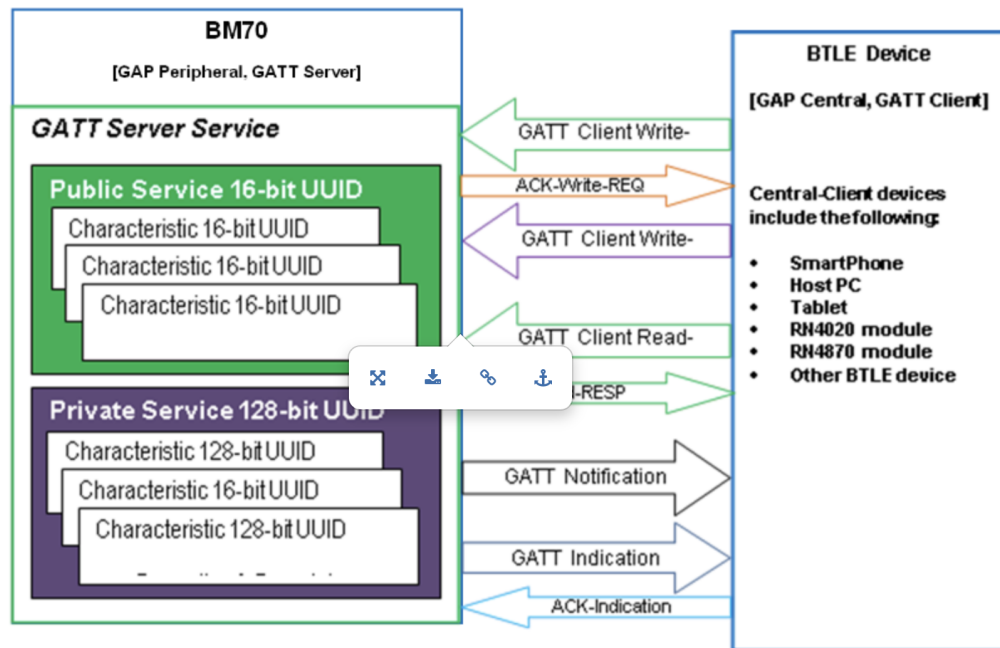 BM70
[GAP Peripheral, GATT Server]
GATT Server Service
Public Service 16-bit UUID
Characteristic 16-bit UUID
Characteristic 16-bit UUID
Characteristic 16-bit UUID
Private Service 128-bit UUID
Characteristic 128-bit UUID
Characteristic 16-bit UUID
Characteristic 128-bit UUID
GATT Client Write-
ACK-Write-REQ
GATT Client Write-
GATT Client Read-
-RESP
GATT Notification
GATT Indication
ACK-Indication
BTLE Device
[GAP Central, GATT Client]
Central-Client devices
include the following:
• SmartPhone
• Host PC
• Tablet
• RN4020 module
• RN4870 module
• Other BTLE device